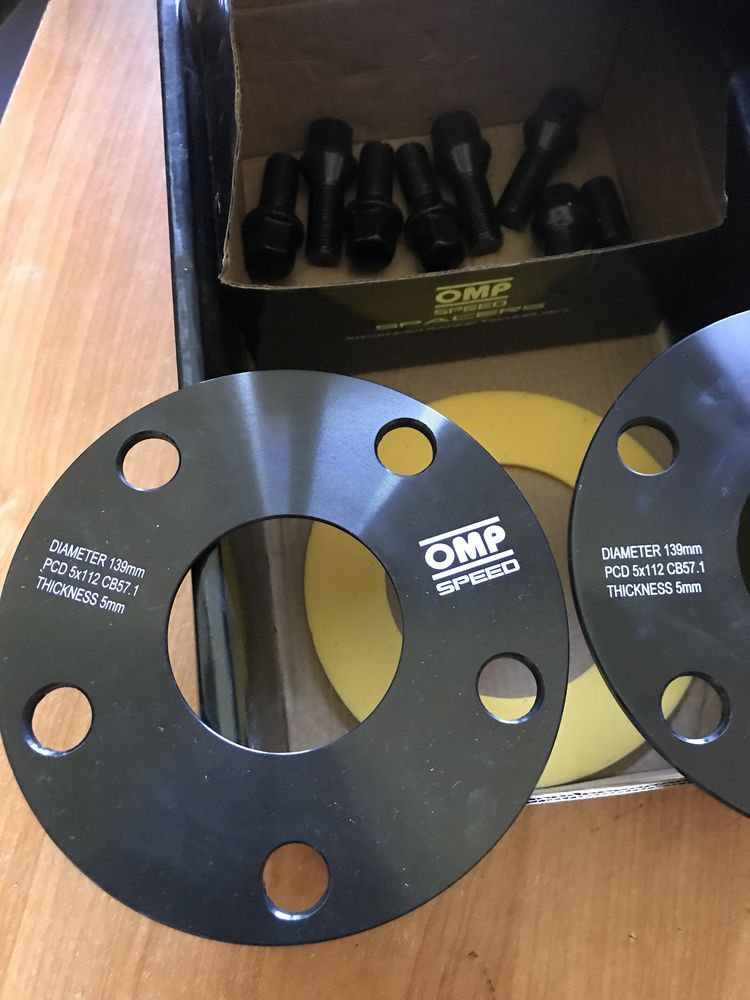 OMP
SPEED
SPACERS
DIAMETER 139mm
PCD 5x112 CB57.1
THICKNESS 5mm
OMP
SPEED
DIAMETER 139mm
PCD 5x112 CB57.1
THICKNESS 5mm